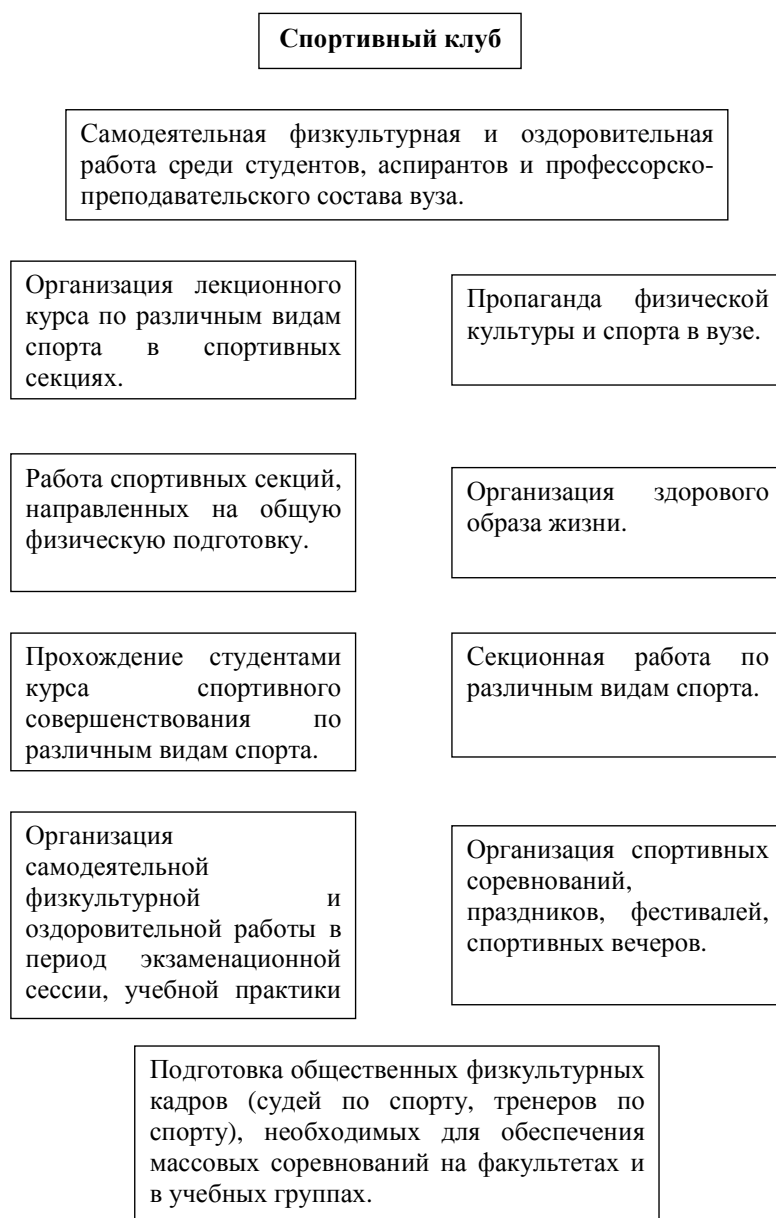 Спортивный клуб
Самодеятельная физкультурная и оздоровительная
работа среди студентов, аспирантов и профессорско-
преподавательского состава вуза.
Организация лекционного
курса по различным видам
спорта в спортивных
секциях.
Пропаганда физической
культуры и спорта в вузе.
Работа спортивных секций,
направленных на общую
физическую подготовку.
Организация здорового
образа жизни.
Прохождение студентами
курса спортивного
совершенствования по
различным видам спорта.
Секционная работа по
различным видам спорта.
Организация
самодеятельной
физкультурной и
оздоровительной работы в
период экзаменационной
сессии, учебной практики
Организация спортивных
соревнований,
праздников, фестивалей,
спортивных вечеров.
Подготовка общественных физкультурных
кадров (судей по спорту, тренеров по
спорту), необходимых для обеспечения
массовых соревнований на факультетах и
в учебных группах.